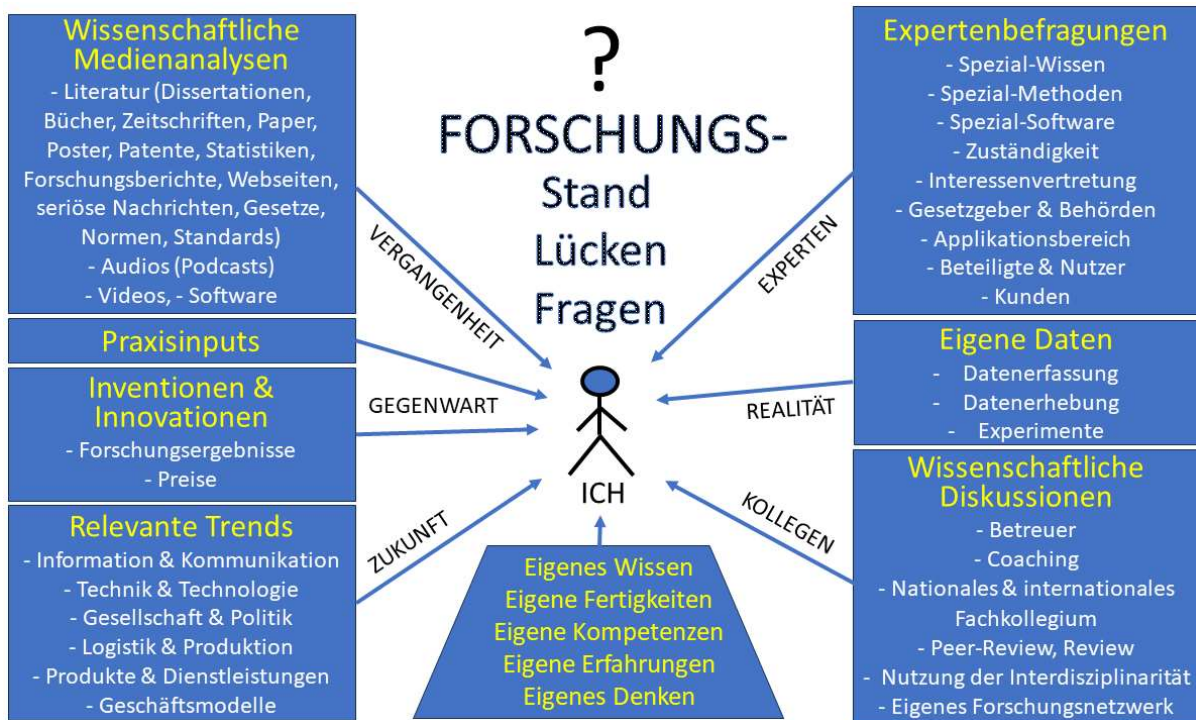 Wissenschaftliche
Medienanalysen
- Literatur (Dissertationen,
Bücher, Zeitschriften, Paper,
Poster, Patente, Statistiken,
Forschungsberichte, Webseiten,
seriöse Nachrichten, Gesetze,
Normen, Standards)
- Audios (Podcasts)
- Videos, - Software
Praxisinputs
Inventionen &
Innovationen
- Forschungsergebnisse
- Preise
Relevante Trends
- Information & Kommunikation
- Technik & Technologie
- Gesellschaft & Politik
- Logistik & Produktion
- Produkte & Dienstleistungen
- Geschäftsmodelle
VERGANGENHEIT
GEGENWART
ZUKUNFT
?
FORSCHUNGS-
Stand
Lücken
Fragen
ICH
Eigenes Wissen
Eigene Fertigkeiten
Eigene Kompetenzen
Eigene Erfahrungen
Eigenes Denken
EXPERTEN
REALITÄT
KOLLEGEN
Expertenbefragungen
- Spezial-Wissen
- Spezial-Methoden
- Spezial-Software
- Zuständigkeit
- Interessenvertretung
- Gesetzgeber & Behörden
- Applikationsbereich
- Beteiligte & Nutzer
- Kunden
Eigene Daten
- Datenerfassung
- Datenerhebung
- Experimente
Wissenschaftliche
Diskussionen
- Betreuer
- Coaching
- Nationales & internationales
Fachkollegium
- Peer-Review, Review
- Nutzung der Interdisziplinarität
- Eigenes Forschungsnetzwerk